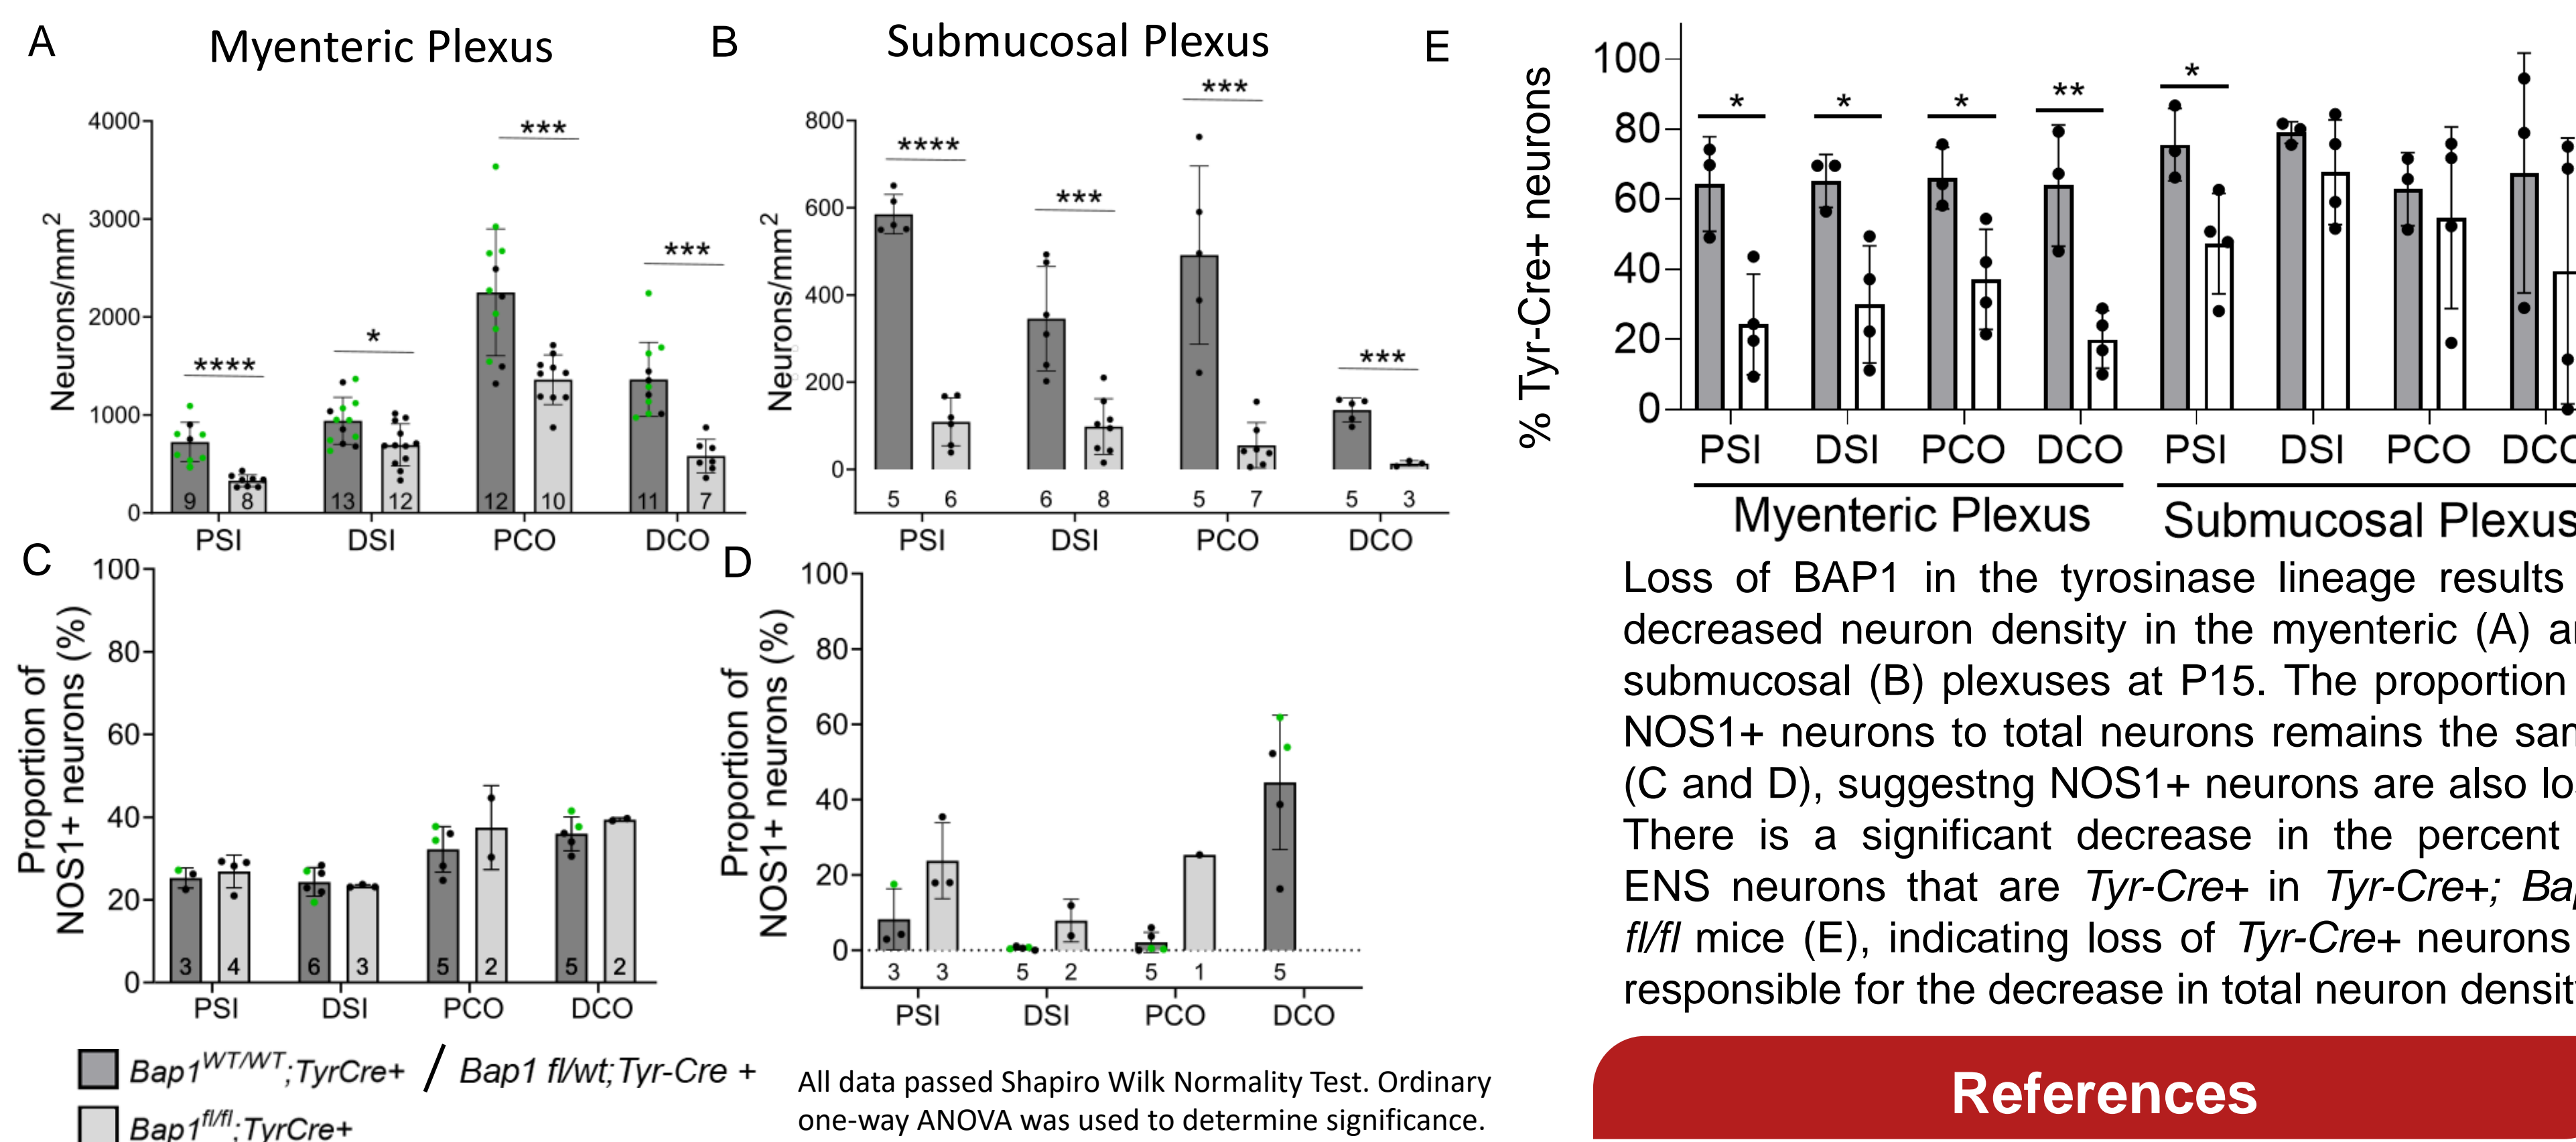 A
Myenteric Plexus
Neurons/mm²
4000
3000
2000
1000
0
****
*
***
***
9
8
13
12
12
10
11
7
PSI
DSI
PCO
DCO
B
Submucosal Plexus
Neurons/mm²
800
600
400
200
0
****
***
***
***
5
6
6
8
5
7
5
3
PSI
DSI
PCO
DCO
C
Proportion of
NOS1+ neurons (%)
100
80
60
40
20
0
3
4
6
3
5
2
5
2
PSI
DSI
PCO
DCO
D
Proportion of
NOS1+ neurons (%)
100
80
60
40
20
0
3
3
5
2
5
1
5
PSI
DSI
PCO
DCO
Bap1^WT/WT;TyrCre+ / Bap1 fl/wt;Tyr-Cre +
Bap1^fl/fl;TyrCre+
All data passed Shapiro Wilk Normality Test. Ordinary
one-way ANOVA was used to determine significance.
E
% Tyr-Cre+ neurons
100
80
60
40
20
0
*
*
*
**
*
PSI
DSI
PCO
DCO
PSI
DSI
PCO
DCO
Myenteric Plexus
Submucosal Plexus
Loss of BAP1 in the tyrosinase lineage results
decreased neuron density in the myenteric (A) an
submucosal (B) plexuses at P15. The proportion
NOS1+ neurons to total neurons remains the sam
(C and D), suggestng NOS1+ neurons are also lo
There is a significant decrease in the percent
ENS neurons that are Tyr-Cre+ in Tyr-Cre+; Bap
fl/fl mice (E), indicating loss of Tyr-Cre+ neurons
responsible for the decrease in total neuron density
References